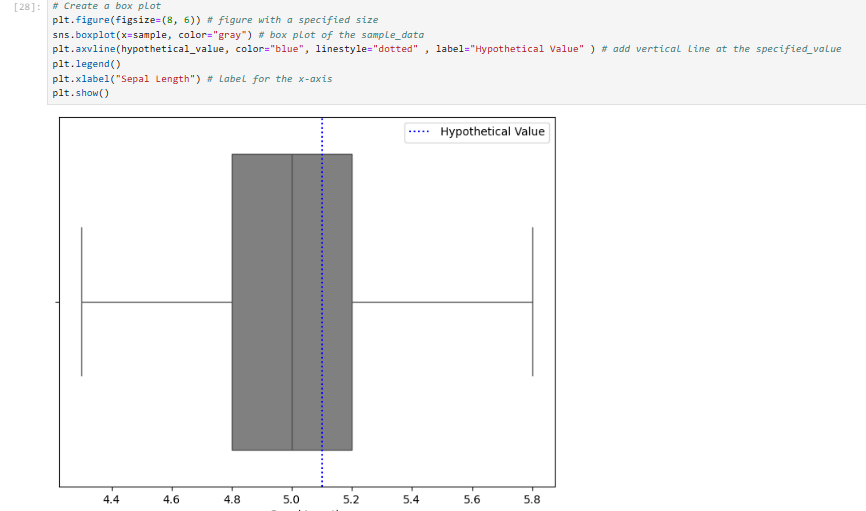 [28]: # Create a box plot
plt.figure(figsize=(8, 6)) # figure with a specified size
sns.boxplot(x=sample, color="gray") # box plot of the sample_data
plt.axvline(hypothetical_value, color="blue", linestyle="dotted" , label="Hypothetical Value" ) # add vertical line at the specified_value
plt.legend()
plt.xlabel("Sepal Length") # label for the x-axis
plt.show()
Hypothetical Value
4.4 4.6 4.8 5.0 5.2 5.4 5.6 5.8